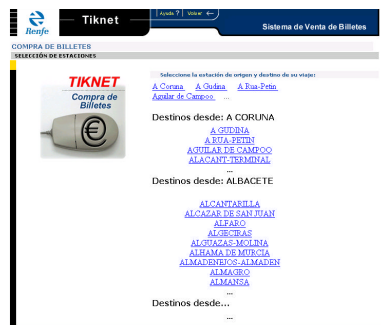 Renfe
Tiknet
Ayuda ? | Volver
Sistema de Venta de Billetes
COMPRA DE BILLETES
SELECCIÓN DE ESTACIONES
TIKNET
Compra de
Billetes
€
Seleccione la estación de origen y destino de su viaje:
A Coruna A Gudina A Rua-Petin
Aguilar de Campoo ...
Destinos desde: A CORUNA
A GUDINA
A RUA-PETIN
AGUILAR DE CAMPOO
ALACANT-TERMINAL
...
Destinos desde: ALBACETE
ALCANTARILLA
ALCAZAR DE SAN JUAN
ALFARO
ALGECIRAS
ALGUAZAS-MOLINA
ALHAMA DE MURCIA
ALMADENEJOS-ALMADEN
ALMAGRO
ALMANSA
...
Destinos desde...
...